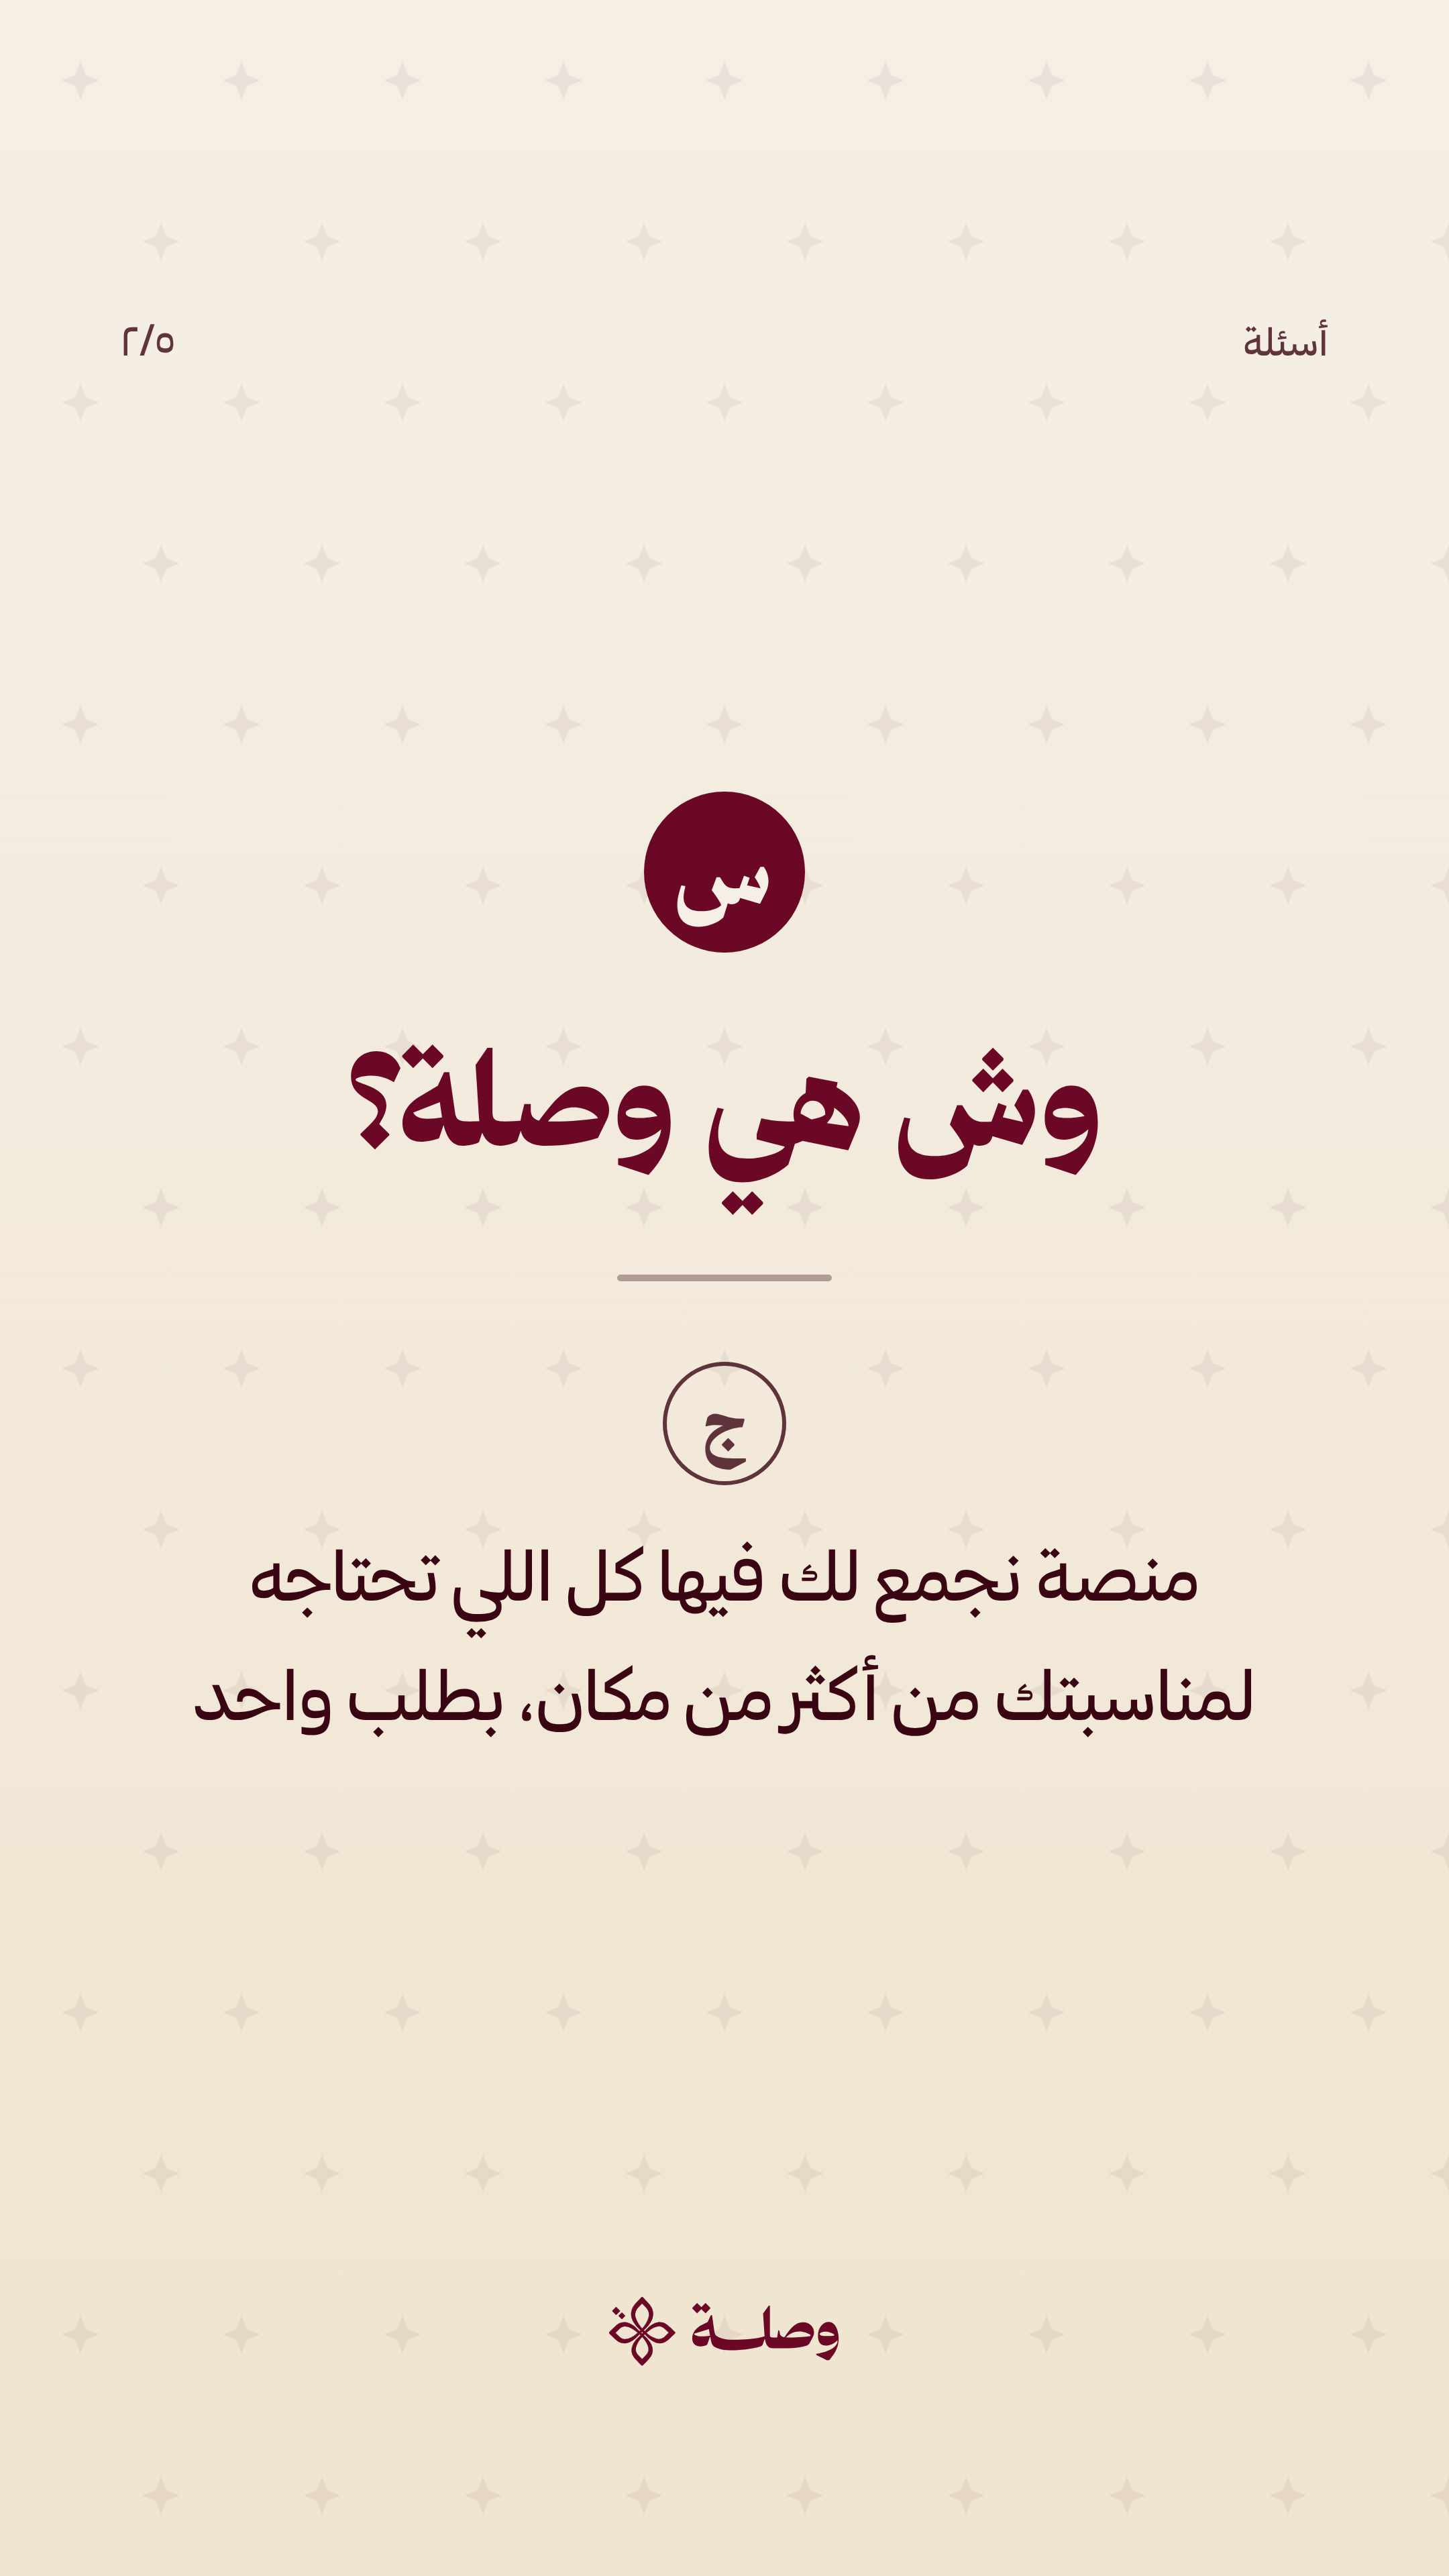 أسئلة
٢/٥
س
وش هي وصلة؟
ج
منصة نجمع لك فيها كل اللي تحتاجه
لمناسبتك من أكثر من مكان، بطلب واحد
وصلـة